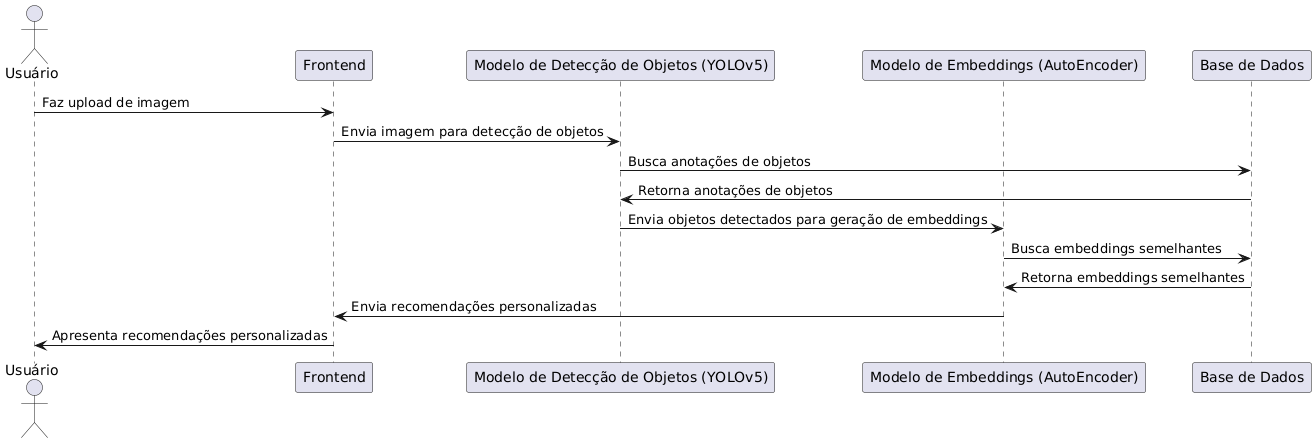 Usuário
Frontend
Modelo de Detecção de Objetos (YOLOv5)
Modelo de Embeddings (AutoEncoder)
Base de Dados
Faz upload de imagem
Envia imagem para detecção de objetos
Busca anotações de objetos
Retorna anotações de objetos
Envia objetos detectados para geração de embeddings
Busca embeddings semelhantes
Retorna embeddings semelhantes
Envia recomendações personalizadas
Apresenta recomendações personalizadas
Usuário
Frontend
Modelo de Detecção de Objetos (YOLOv5)
Modelo de Embeddings (AutoEncoder)
Base de Dados